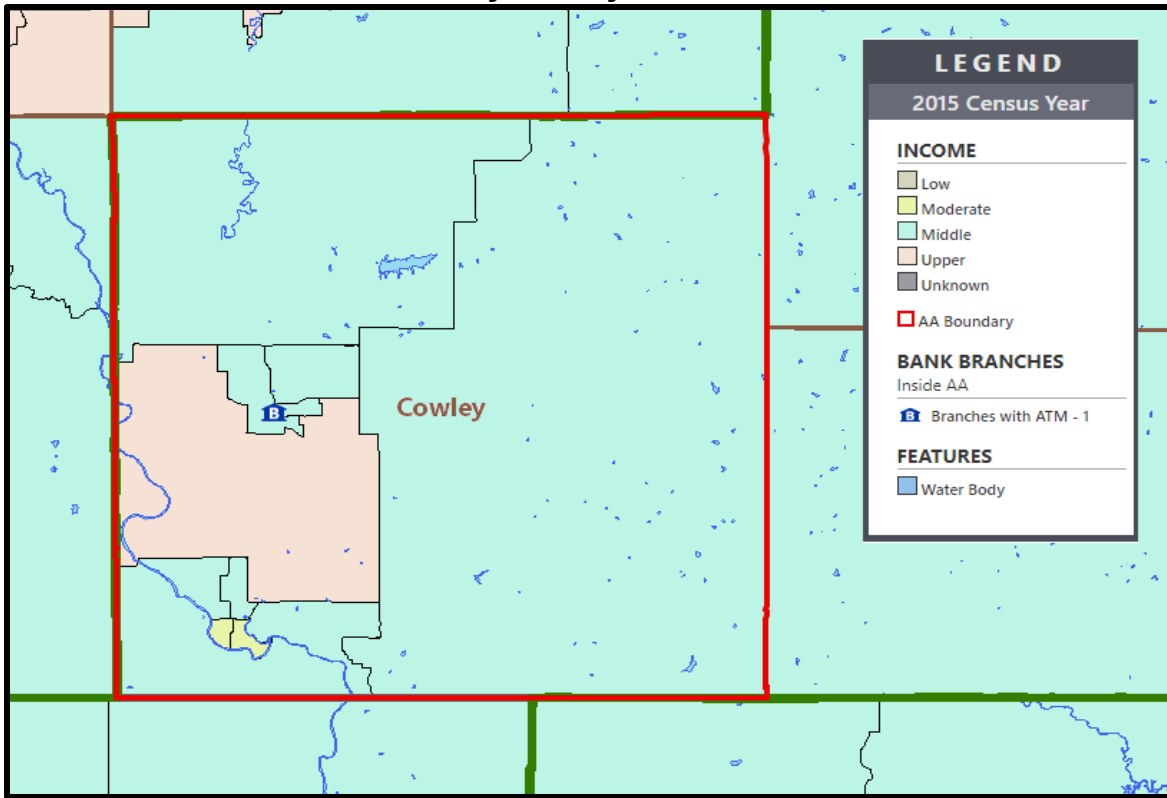 LEGEND
2015 Census Year
INCOME
Low
Moderate
Middle
Upper
Unknown
AA Boundary
BANK BRANCHES
Inside AA
B Branches with ATM - 1
FEATURES
Water Body
B
Cowley